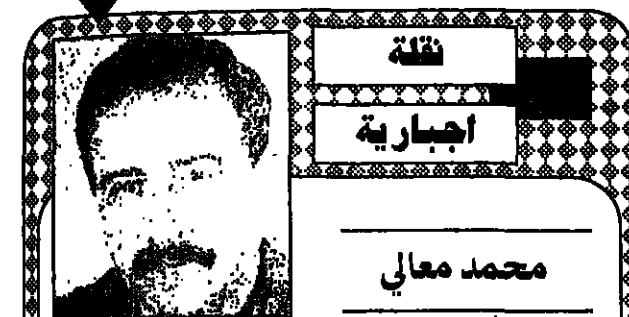 نقلة
اجبارية
محمد معالي